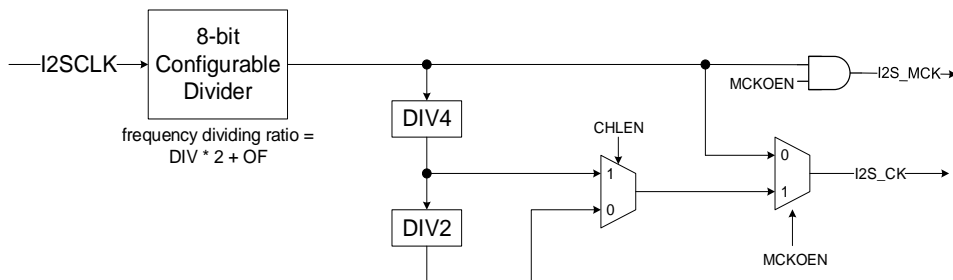 I2SCLK
8-bit
Configurable
Divider
frequency dividing ratio =
DIV * 2 + OF
DIV4
DIV2
CHLEN
1
0
MCKOEN
I2S_MCK
0
1
I2S_CK
MCKOEN